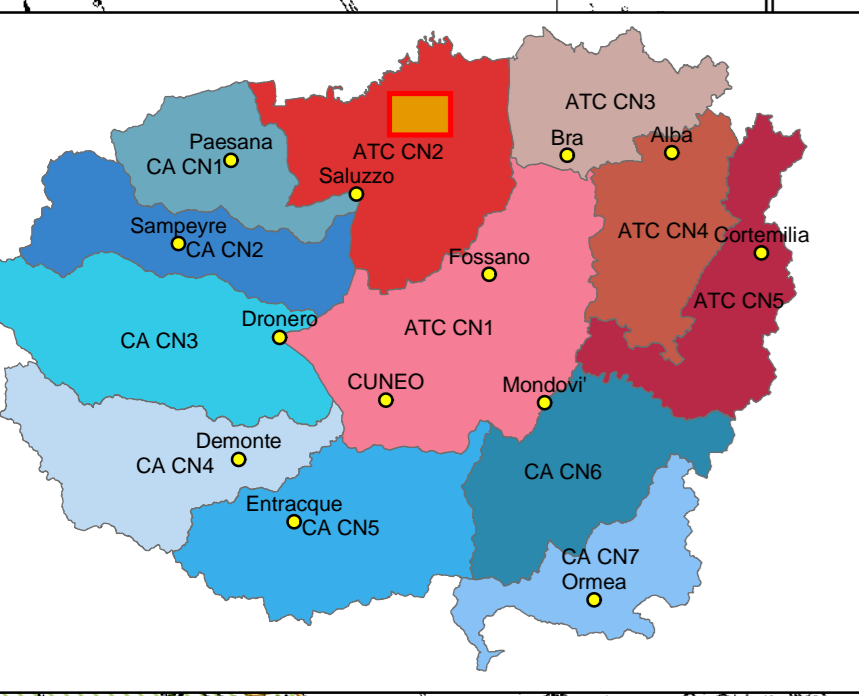 ATC CN3
Bra
Alba
Paesana
CA CN1
ATC CN2
Saluzzo
Sampeyre
CA CN2
ATC CN4
Cortemilia
Fossano
ATC CN5
Dronero
ATC CN1
CA CN3
CUNEO
Mondovi'
Demonte
CA CN4
CA CN6
Entracque
CA CN5
CA CN7
Ormea